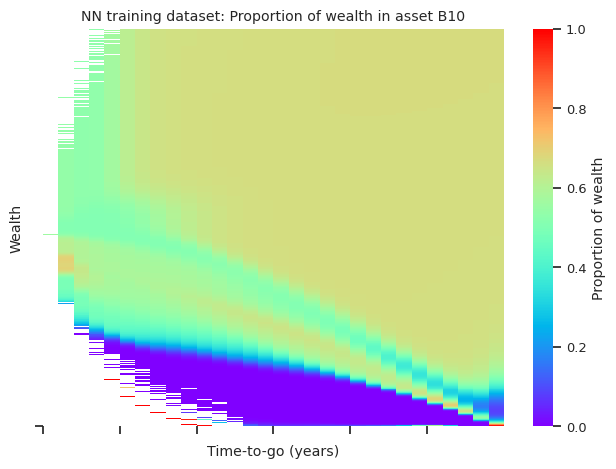 NN training dataset: Proportion of wealth in asset B10
Wealth
Time-to-go (years)
1.0
0.8
0.6
0.4
0.2
0.0
Proportion of wealth